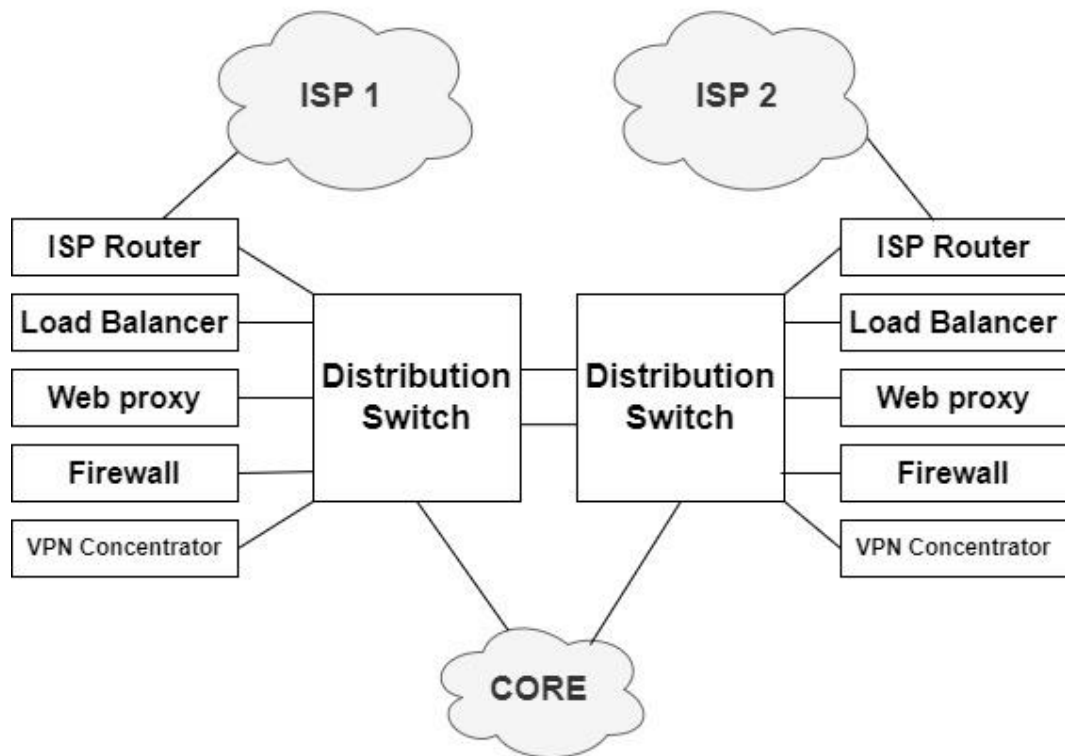 ISP 1
ISP 2
ISP Router
ISP Router
Load Balancer
Load Balancer
Distribution
Switch
Distribution
Switch
Web proxy
Web proxy
Firewall
Firewall
VPN Concentrator
VPN Concentrator
CORE